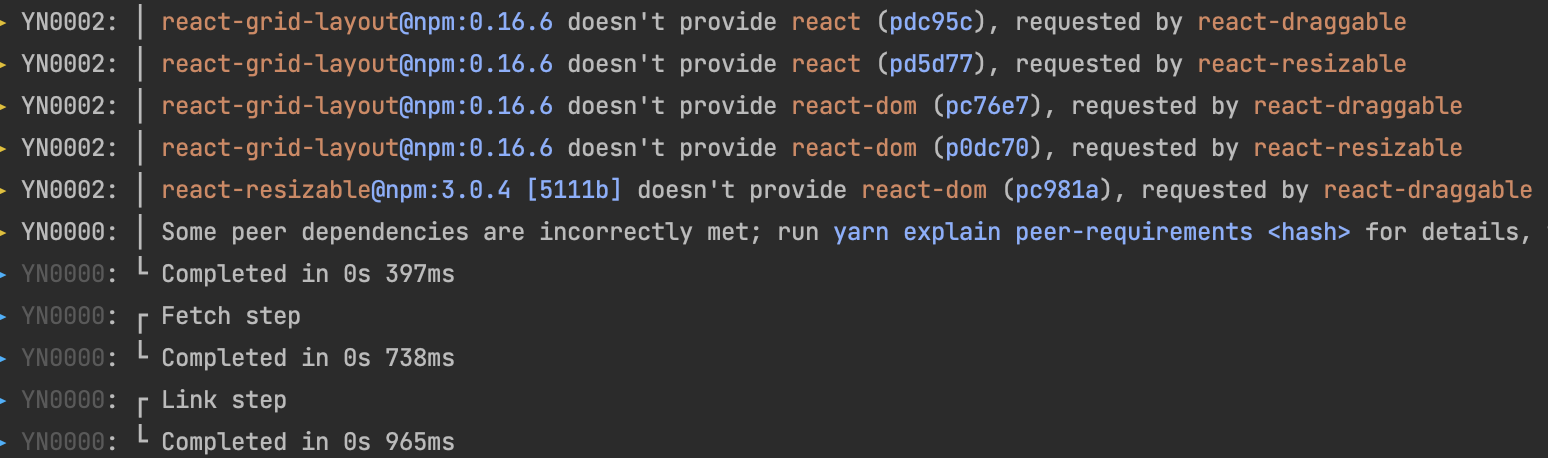 YN0002: │ react-grid-layout@npm:0.16.6 doesn't provide react (pdc95c), requested by react-draggable
YN0002: │ react-grid-layout@npm:0.16.6 doesn't provide react (pd5d77), requested by react-resizable
YN0002: │ react-grid-layout@npm:0.16.6 doesn't provide react-dom (pc76e7), requested by react-draggable
YN0002: │ react-grid-layout@npm:0.16.6 doesn't provide react-dom (p0dc70), requested by react-resizable
YN0002: │ react-resizable@npm:3.0.4 [5111b] doesn't provide react-dom (pc981a), requested by react-draggable
YN0000: │ Some peer dependencies are incorrectly met; run yarn explain peer-requirements <hash> for details,
YN0000: └ Completed in 0s 397ms
YN0000: ┌ Fetch step
YN0000: └ Completed in 0s 738ms
YN0000: ┌ Link step
YN0000: └ Completed in 0s 965ms